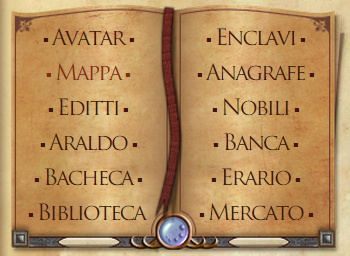 ▪ AVATAR ▪
▪ MAPPA ▪
▪ EDITTI ▪
▪ ARALDO ▪
▪ BACHECA ▪
▪ BIBLIOTECA
▪ ENCLAVI ▪
▪ ANAGRAFE ▪
▪ NOBILI ▪
▪ BANCA ▪
▪ ERARIO ▪
▪ MERCATO ▪